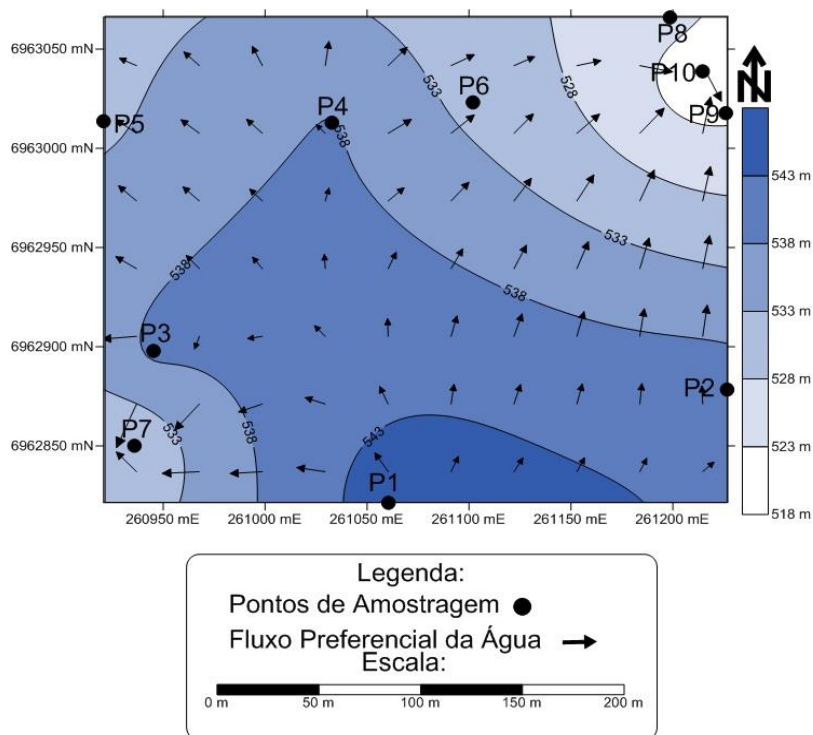 6963050 mN
6963000 mN
6962950 mN
6962900 mN
6962850 mN
P8
P10
P9
P6
P4
P5
P3
P2
P7
P1
533
528
538
533
538
538
543
533
538
N
543 m
538 m
533 m
528 m
523 m
518 m
260950 mE
261000 mE
261050 mE
261100 mE
261150 mE
261200 mE
Legenda:
Pontos de Amostragem
Fluxo Preferencial da Água
Escala:
0 m
50 m
100 m
150 m
200 m